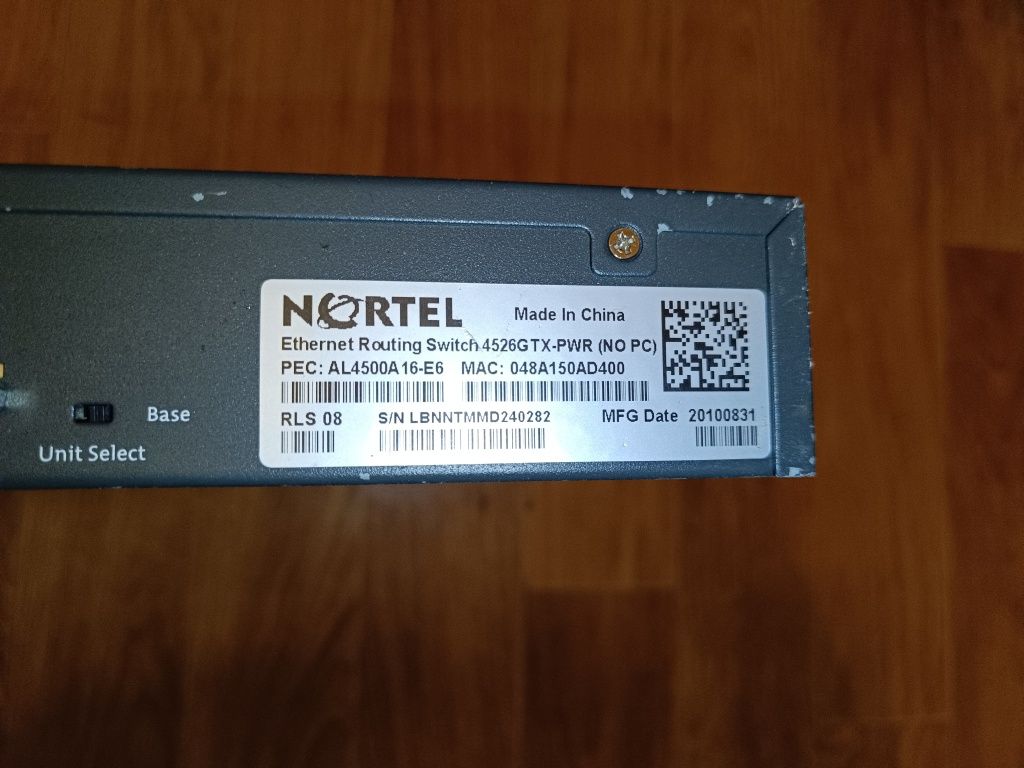 NORTEL Made In China
Ethernet Routing Switch 4526GTX-PWR (NO PC)
PEC: AL4500A16-E6 MAC: 048A150AD400
RLS 08 S/N LBNNTMMD240282 MFG Date 20100831
Base
Unit Select